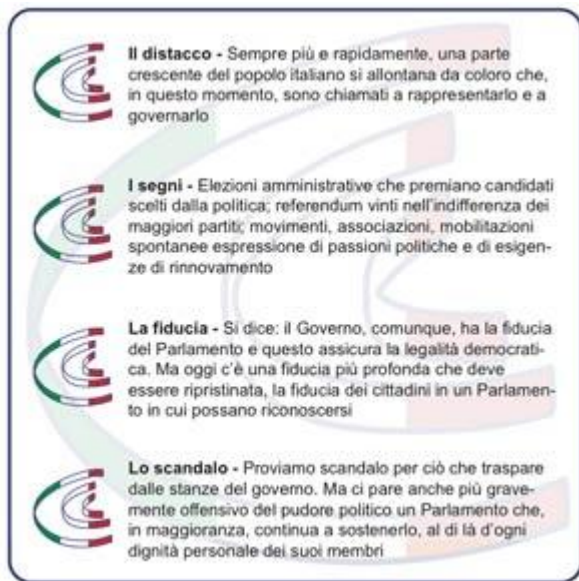 Il distacco - Sempre più e rapidamente, una parte
crescente del popolo italiano si allontana da coloro che,
in questo momento, sono chiamati a rappresentarlo e a
governarlo
I segni - Elezioni amministrative che premiano candidati
scelti dalla politica; referendum vinti nell'indifferenza dei
maggiori partiti; movimenti, associazioni, mobilitazioni
spontanee espressione di passioni politiche e di esigen-
ze di rinnovamento
La fiducia - Si dice: il Governo, comunque, ha la fiducia
del Parlamento e questo assicura la legalità democrati-
ca. Ma oggi c'è una fiducia più profonda che deve
essere ripristinata, la fiducia dei cittadini in un Parlamen-
to in cui possano riconoscersi
Lo scandalo - Proviamo scandalo per ciò che traspare
dalle stanze del governo. Ma ci pare anche più grave-
mente offensivo del pudore politico un Parlamento che,
in maggioranza, continua a sostenerlo, al di là d'ogni
dignità personale dei suoi membri